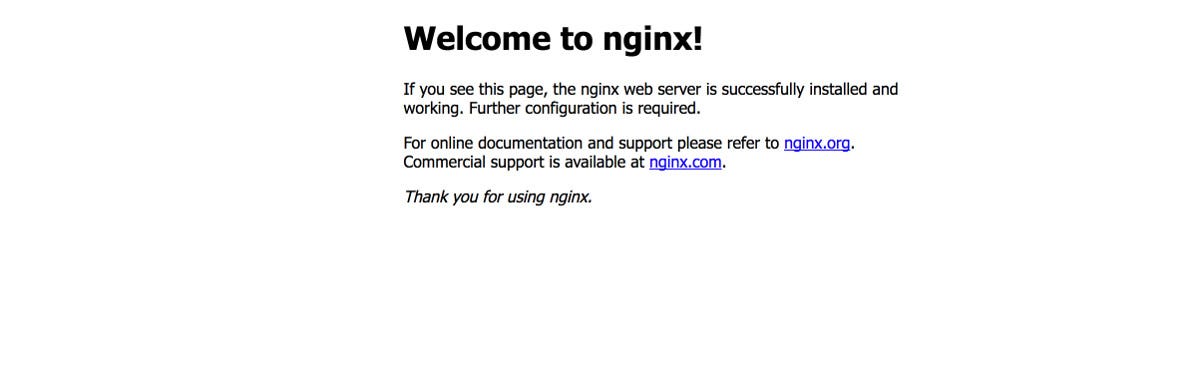 Welcome to nginx!
If you see this page, the nginx web server is successfully installed and
working. Further configuration is required.
For online documentation and support please refer to nginx.org.
Commercial support is available at nginx.com.
Thank you for using nginx.